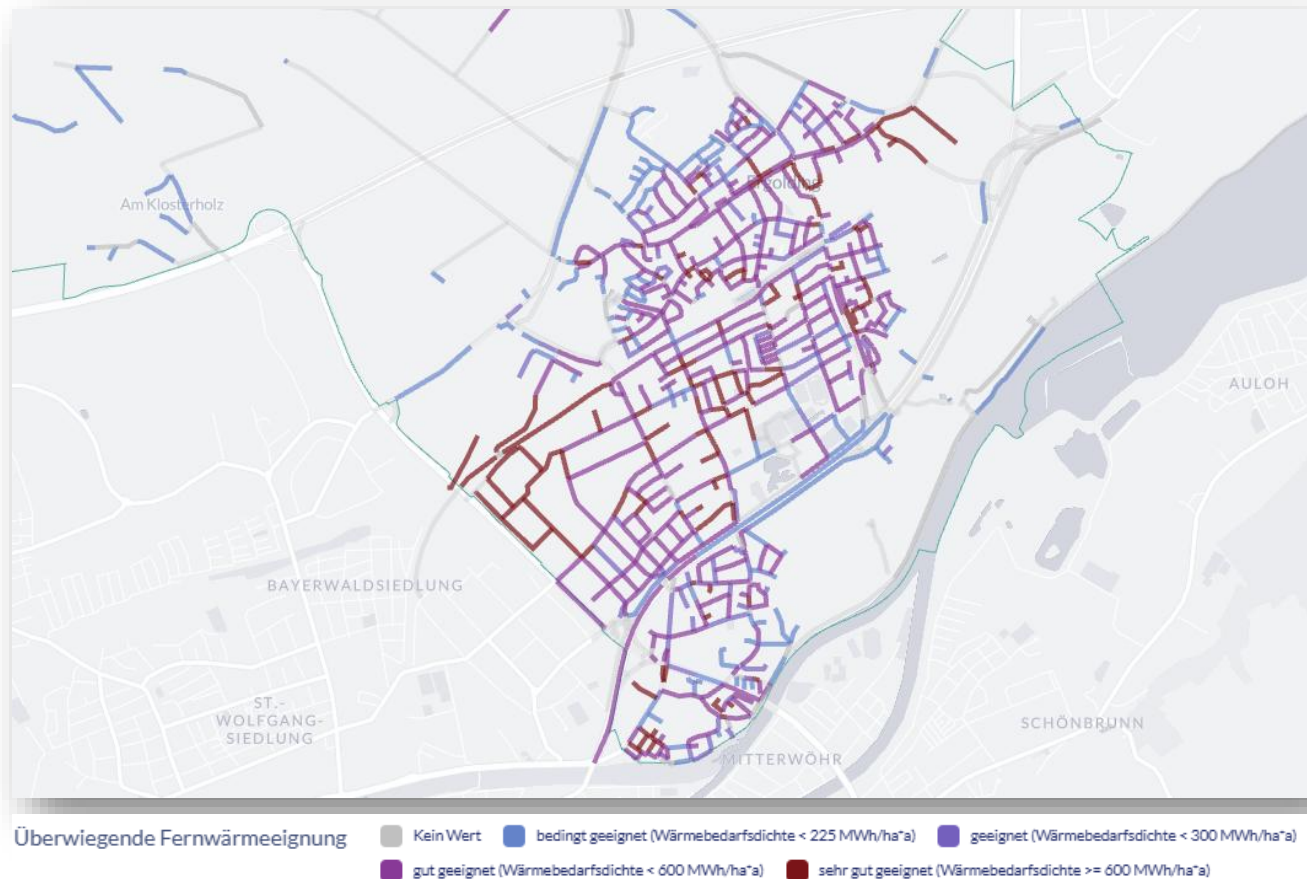 Ergolding
Am Klosterholz
AULOH
BAYERWALDSIEDLUNG
ST.-
WOLFGANG-
SIEDLUNG
SCHÖNBRUNN
MITTERWÖHR
Überwiegende Fernwärmeeignung
Kein Wert
bedingt geeignet (Wärmebedarfsdichte < 225 MWh/ha*a)
geeignet (Wärmebedarfsdichte < 300 MWh/ha*a)
gut geeignet (Wärmebedarfsdichte < 600 MWh/ha*a)
sehr gut geeignet (Wärmebedarfsdichte >= 600 MWh/ha*a)